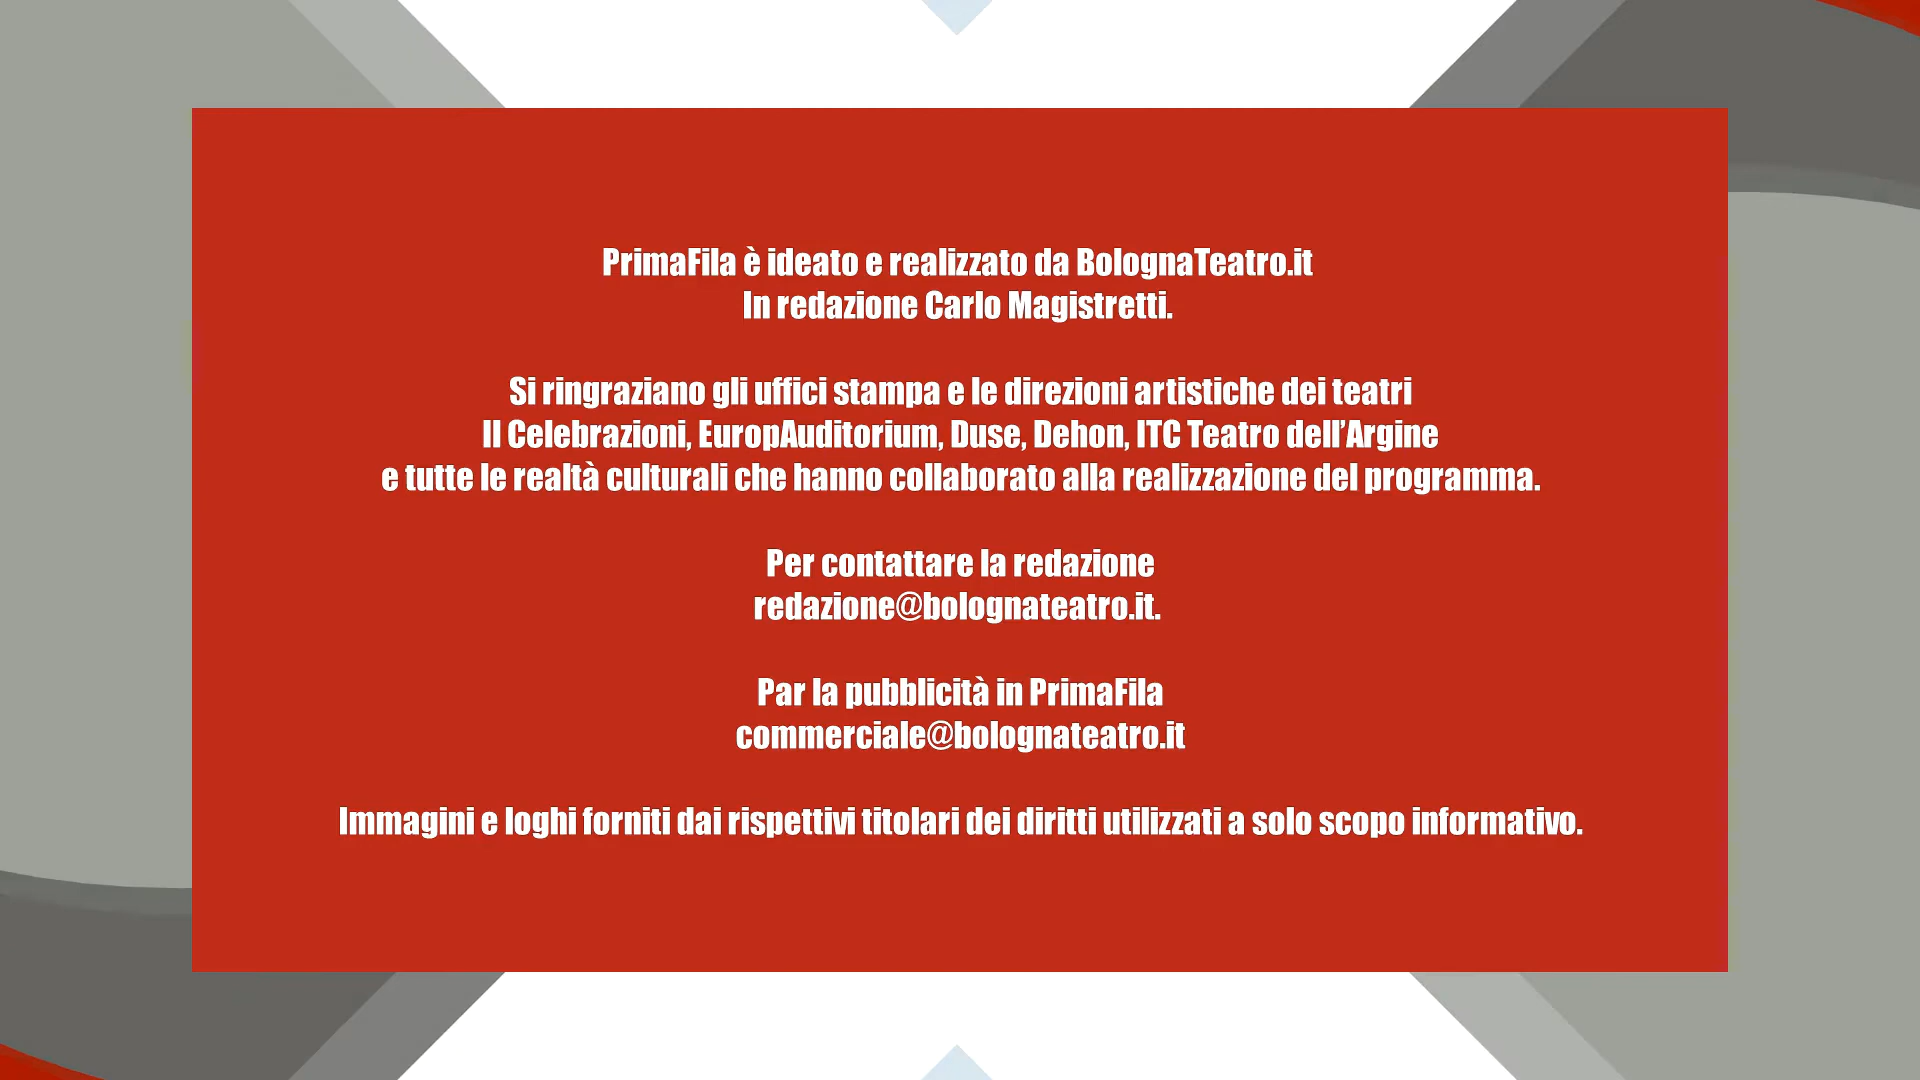 PrimaFila è ideato e realizzato da BolognaTeatro.it
In redazione Carlo Magistretti.
Si ringraziano gli uffici stampa e le direzioni artistiche dei teatri
Il Celebrazioni, EuropAuditorium, Duse, Dehon, ITC Teatro dell’Argine
e tutte le realtà culturali che hanno collaborato alla realizzazione del programma.
Per contattare la redazione
redazione@bolognateatro.it.
Par la pubblicità in PrimaFila
commerciale@bolognateatro.it
Immagini e loghi forniti dai rispettivi titolari dei diritti utilizzati a solo scopo informativo.